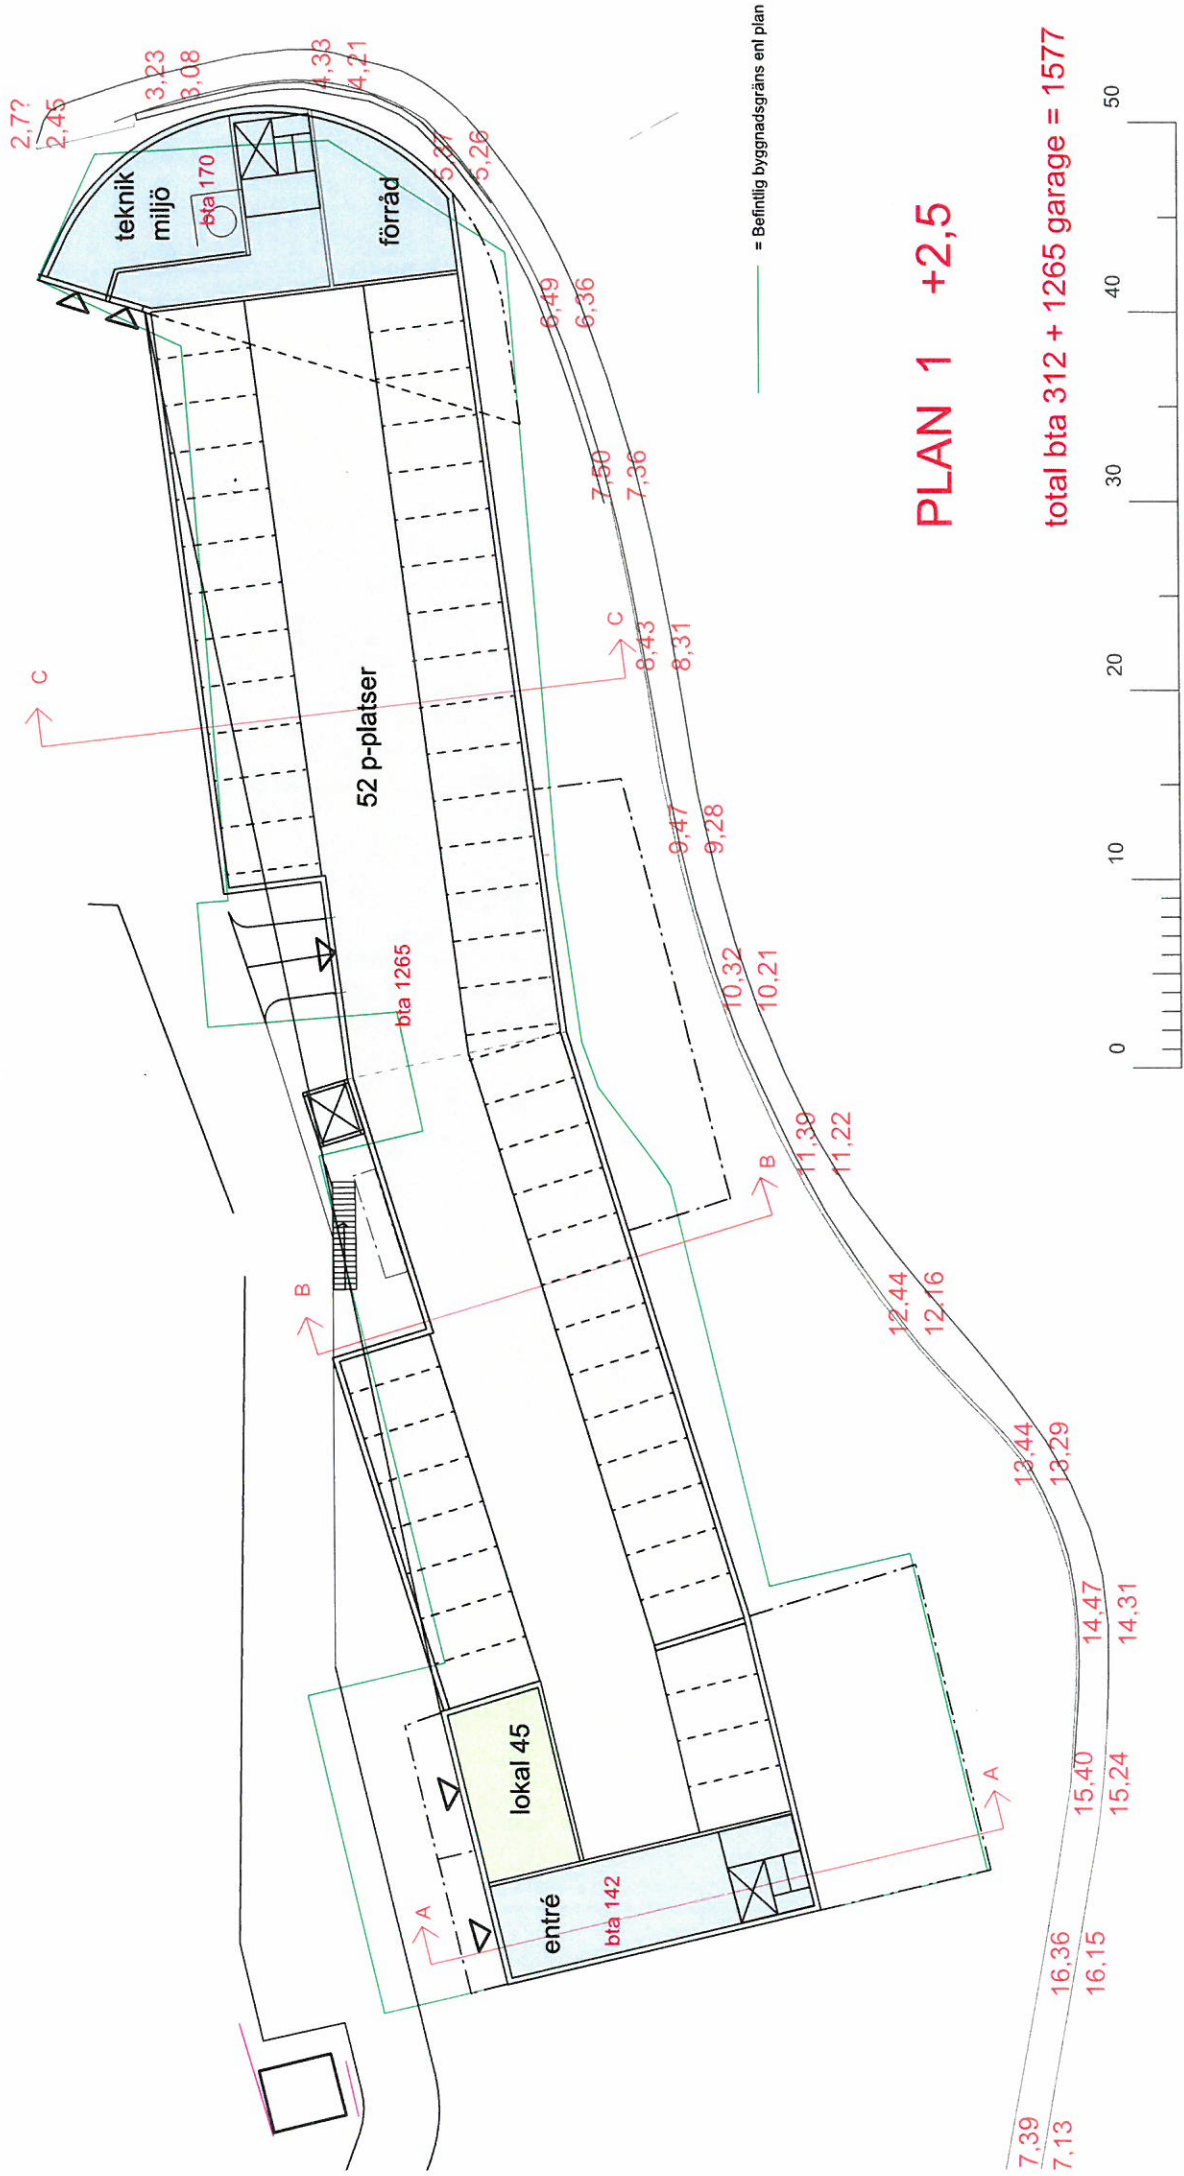 2,7?
2,45
3,23
3,08
4,33
4,21
5,37
5,26
6,49
6,36
7,50
7,36
8,43
8,31
9,47
9,28
10,32
10,21
11,39
11,22
12,44
12,16
13,44
13,29
14,47
14,31
15,40
15,24
16,36
16,15
7,39
7,13
teknik
miljö
bta 170
förråd
C
C
52 p-platser
bta 1265
B
B
lokal 45
entré
bta 142
A
A
= Befintlig byggnadsgräns enl plan
PLAN 1 +2,5
total bta 312 + 1265 garage = 1577
0
10
20
30
40
50